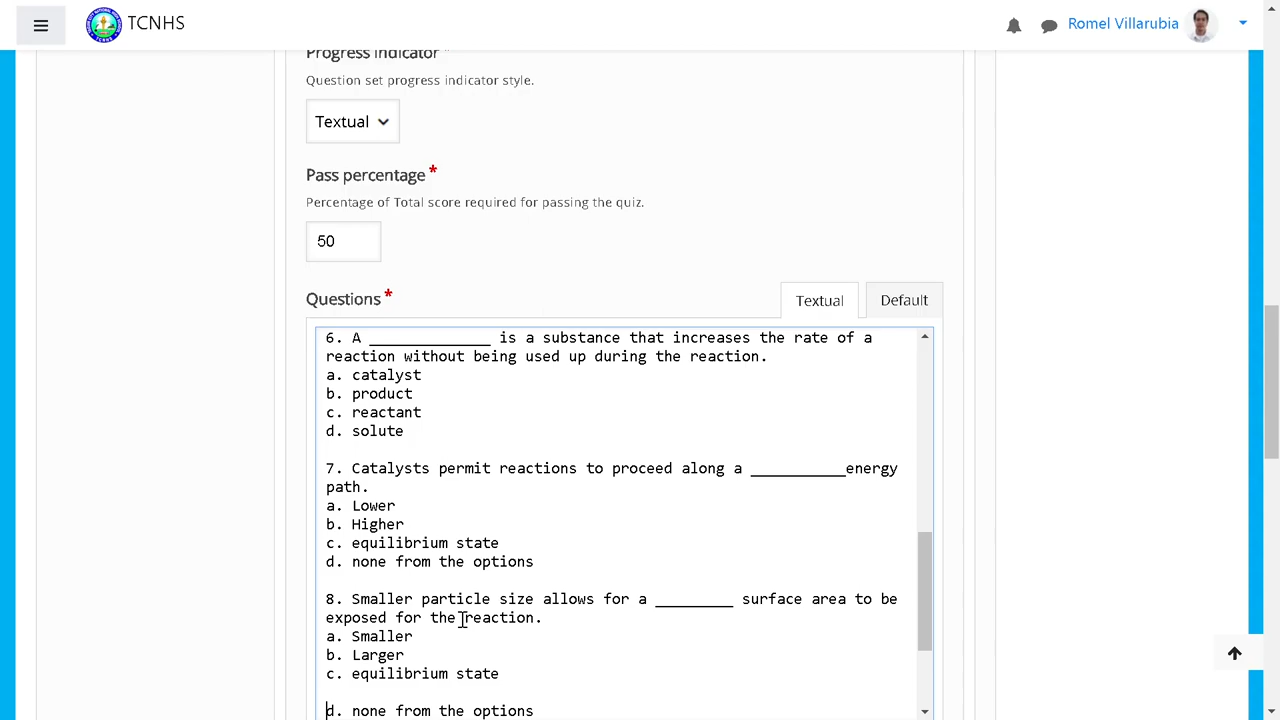 TCNHS
Romel Villarubia
Progress indicator *
Question set progress indicator style.
Textual
Pass percentage *
Percentage of Total score required for passing the quiz.
50
Questions *
Textual
Default
6. A ______________ is a substance that increases the rate of a
reaction without being used up during the reaction.
a. catalyst
b. product
c. reactant
d. solute
7. Catalysts permit reactions to proceed along a ___________energy
path.
a. Lower
b. Higher
c. equilibrium state
d. none from the options
8. Smaller particle size allows for a _________ surface area to be
exposed for the reaction.
a. Smaller
b. Larger
c. equilibrium state
d. none from the options